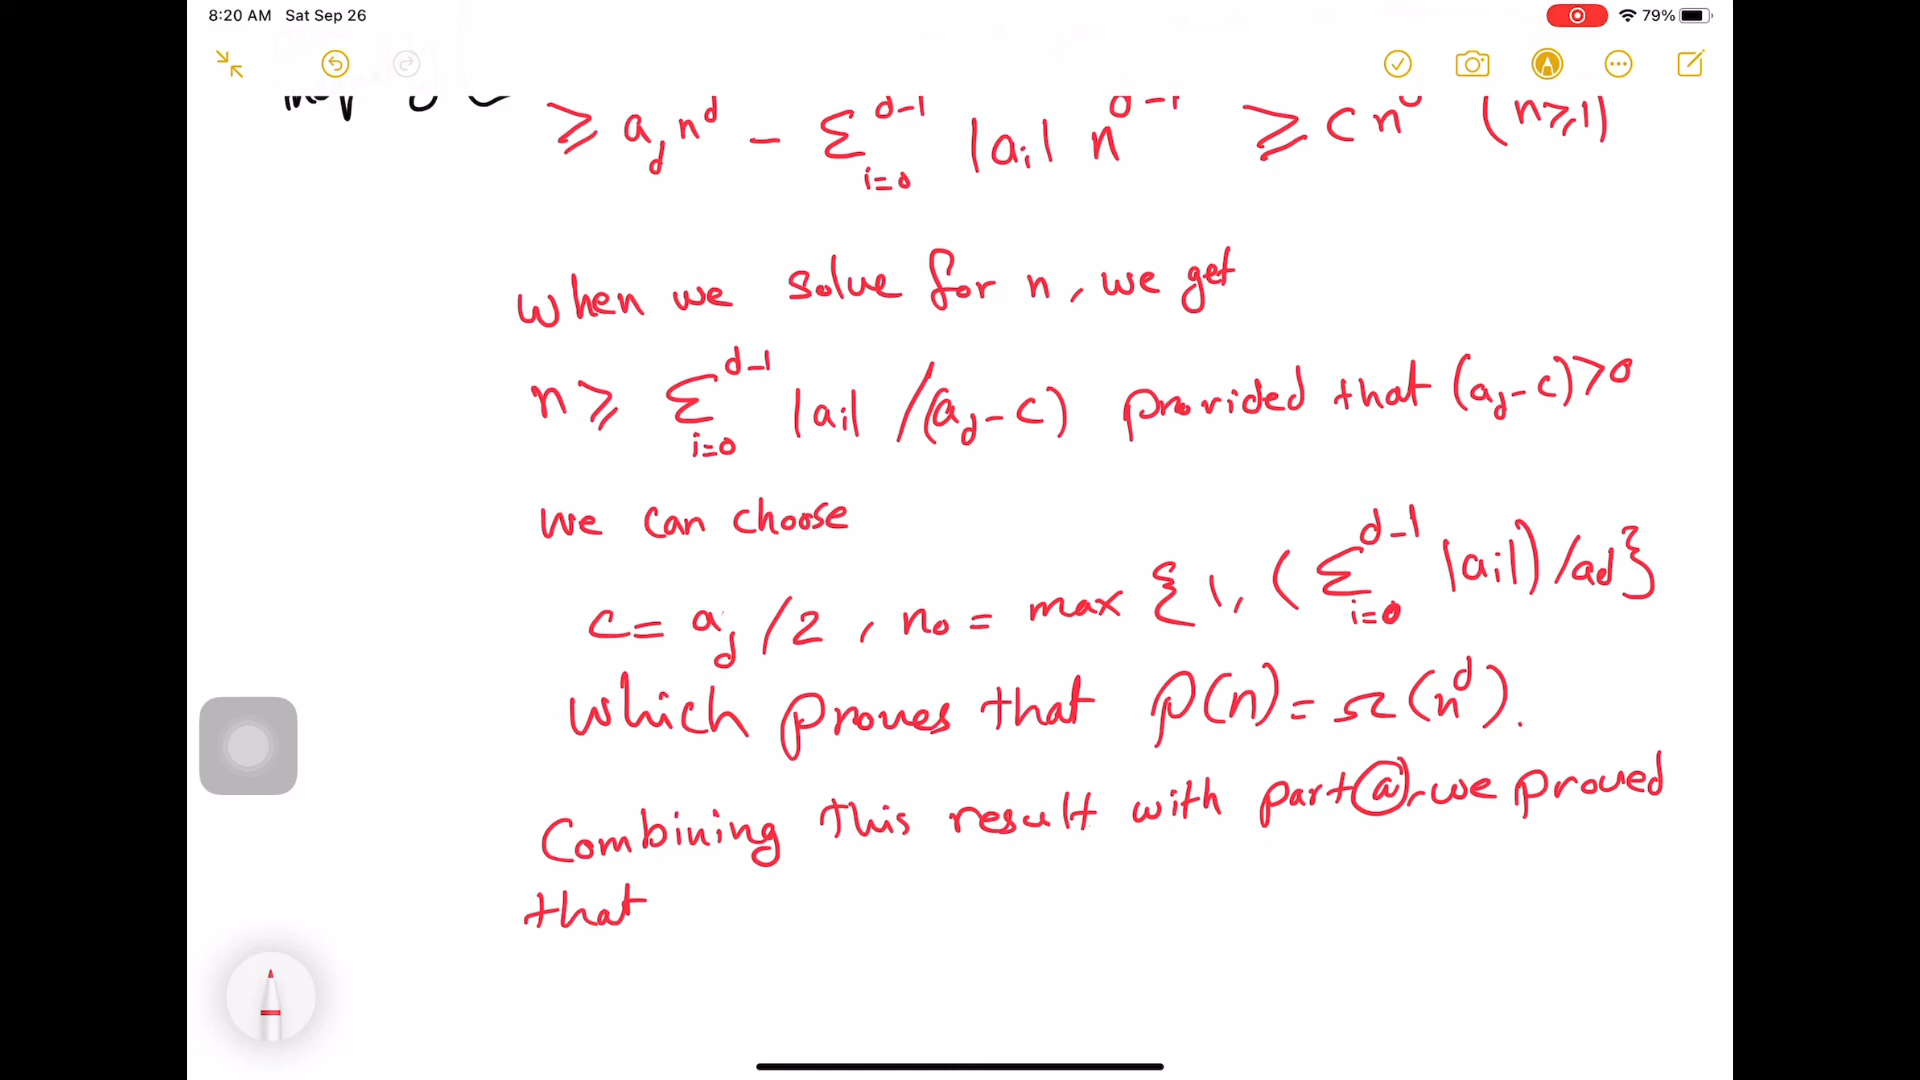 8:20 AM Sat Sep 26 79%
≥ a_d n^d - Σ_{i=0}^{d-1} |a_i| n^{d-1} ≥ c n^d (n≥1)
when we solve for n, we get
n ≥ Σ_{i=0}^{d-1} |a_i| / (a_d - c) provided that (a_d - c) > 0
we can choose
c = a_d / 2, n_0 = max {1, (Σ_{i=0}^{d-1} |a_i|) / a_d}
which proves that P(n) = Ω(n^d).
Combining this result with part ⓐ, we proved
that